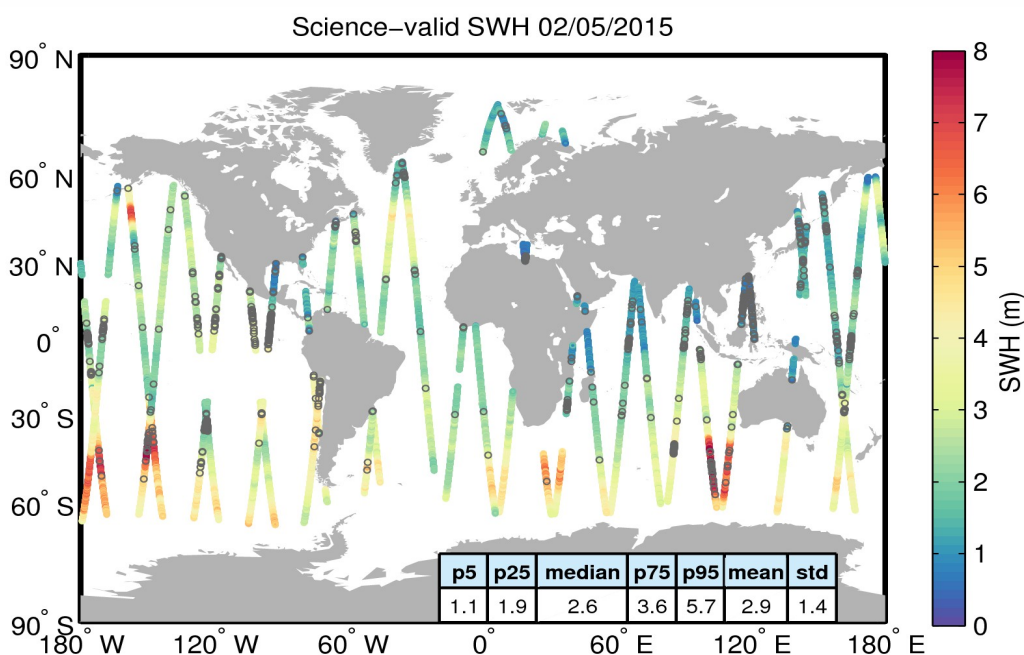 Science−valid SWH 02/05/2015
90° N
60° N
30° N
0°
30° S
60° S
90° S
180° W
120° W
60° W
0°
60° E
120° E
180° E
p5 p25 median p75 p95 mean std
1.1 1.9 2.6 3.6 5.7 2.9 1.4
8
7
6
5
4
3
2
1
0
SWH (m)